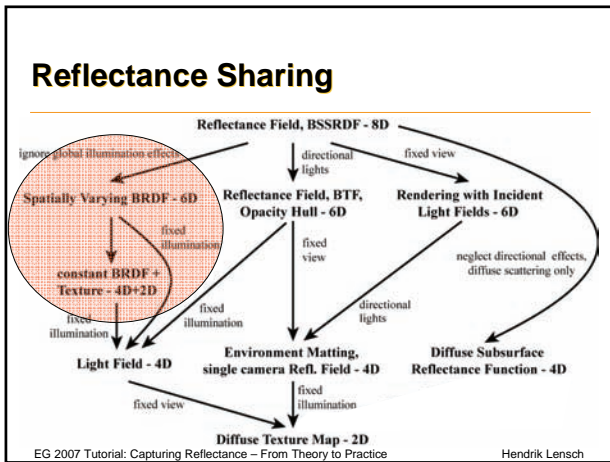 Reflectance Sharing
Reflectance Field, BSSRDF - 8D
ignore global illumination effects
directional
lights
fixed view
Spatially Varying BRDF - 6D
Reflectance Field, BTF,
Opacity Hull - 6D
Rendering with Incident
Light Fields - 6D
fixed
illumination
fixed
view
neglect directional effects,
diffuse scattering only
constant BRDF +
Texture - 4D+2D
fixed
illumination
fixed
illumination
directional
lights
Light Field - 4D
Environment Matting,
single camera Refl. Field - 4D
Diffuse Subsurface
Reflectance Function - 4D
fixed view
fixed
illumination
Diffuse Texture Map - 2D
EG 2007 Tutorial: Capturing Reflectance – From Theory to Practice
Hendrik Lensch